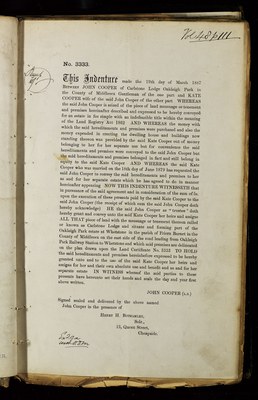 Vol 486 111
No. 3333.
This Indenture made the 27th day of March 1887
Between JOHN COOPER of Carlstone Lodge Oakleigh Park in
the County of Middlesex Gentleman of the one part and KATE
COOPER wife of the said John Cooper of the other part WHEREAS
the said John Cooper is seised of the piece of land messuage or tenement
and premises hereinafter described and expressed to be hereby conveyed
for an estate in fee simple with an indefeasible title within the meaning
of the Land Registry Act 1862 AND WHEREAS the money with
which the said hereditaments and premises were purchased and also the
money expended in erecting the dwelling house and buildings now
standing thereon was provided by the said Kate Cooper out of money
belonging to her for her separate use but for convenience the said
hereditaments and premises were conveyed to the said John Cooper but
the said hereditaments and premises belonged in fact and still belong in
equity to the said Kate Cooper AND WHEREAS the said Kate
Cooper who was married on the 16th day of June 1873 has requested the
said John Cooper to convey the said hereditaments and premises to her
as and for her separate estate which he has agreed to do in manner
hereinafter appearing NOW THIS INDENTURE WITNESSETH that
in pursuance of the said agreement and in consideration of the sum of
upon the execution of these presents paid by the said Kate Cooper to the
said John Cooper (the receipt of which sum the said John Cooper doth
hereby acknowledge) HE the said John Cooper as "trustee" doth
hereby grant and convey unto the said Kate Cooper her heirs and assigns
ALL THAT piece of land with the messuage or tenement thereon called
or known as Carlstone Lodge and situate and forming part of the
Oakleigh Park estate at Whetstone in the parish of Friern Barnet in the
County of Middlesex on the east side of the road leading from Oakleigh
Park Railway Station to Whetstone and which said premises are delineated
on the plan drawn upon the Land Certificate No. 3333 TO HOLD
the said hereditaments and premises hereinbefore expressed to be hereby
granted unto and to the use of the said Kate Cooper her heirs and
assigns for her and their own absolute use and benefit and as and for her
separate estate IN WITNESS whereof the said parties to these
presents have hereunto set their hands and seals the day and year first
above written.
JOHN COOPER (L.S.)
Signed sealed and delivered by the above named
John Cooper in the presence of
Solr.,
Queen Street,
Cheapside.